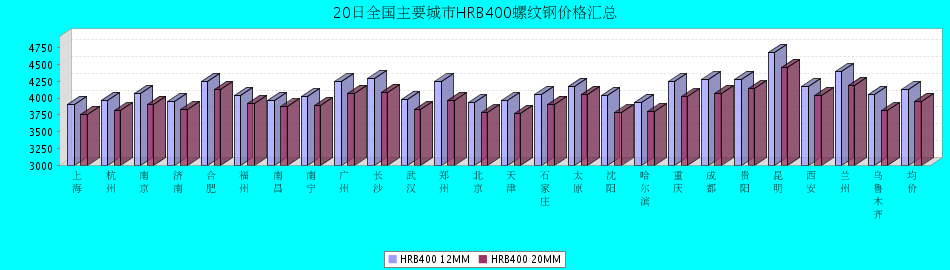 20日全国主要城市HRB400螺纹钢价格汇总
4750
4500
4250
4000
3750
3500
3250
3000
上海
杭州
南京
济南
合肥
福州
南昌
南宁
广州
长沙
武汉
郑州
北京
天津
石家庄
太原
沈阳
哈尔滨
重庆
成都
贵阳
昆明
西安
兰州
乌鲁木齐
均价
HRB400 12MM HRB400 20MM